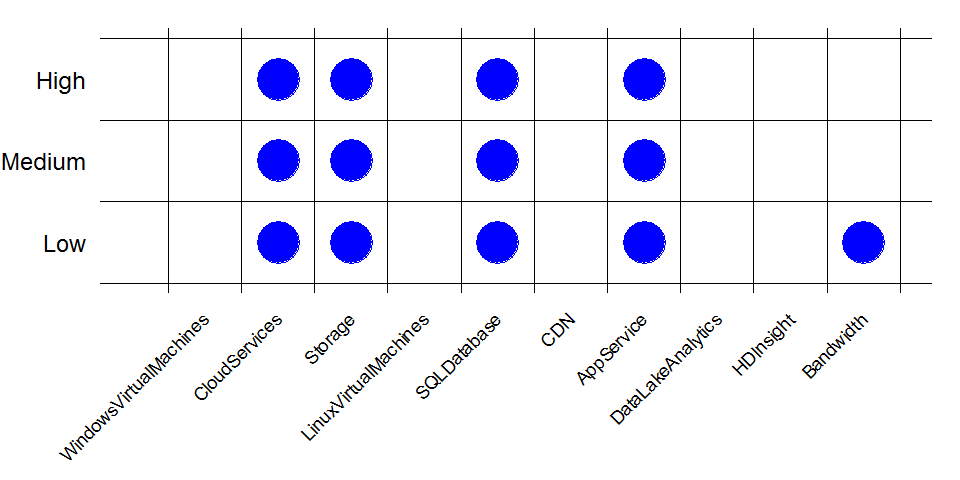 High
Medium
Low
WindowsVirtualMachines
CloudServices
Storage
LinuxVirtualMachines
SQLDatabase
CDN
AppService
DataLakeAnalytics
HDInsight
Bandwidth